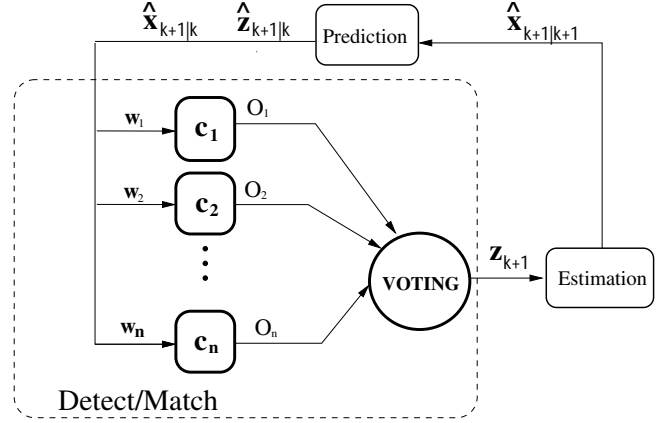 x̂k+1|k ẑk+1|k Prediction x̂k+1|k+1
w1 c1 O1
w2 c2 O2
VOTING zk+1 Estimation
wn cn On
Detect/Match